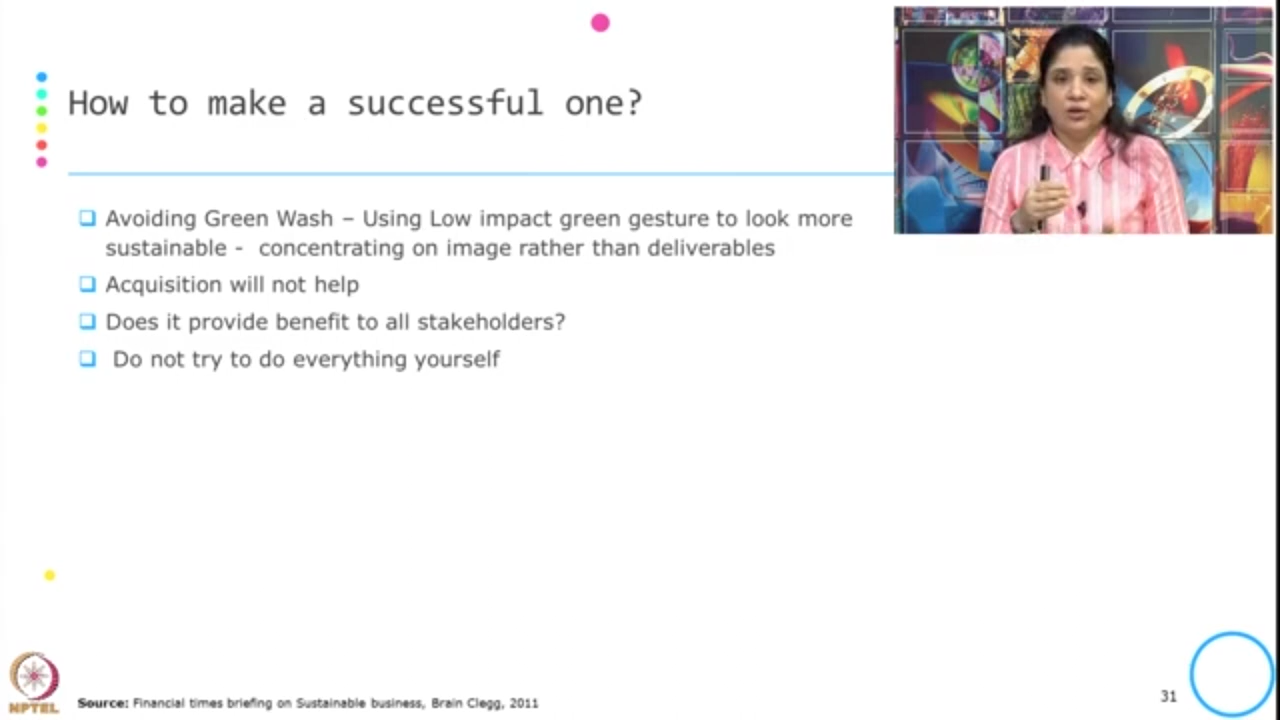 How to make a successful one?
❑ Avoiding Green Wash – Using Low impact green gesture to look more
sustainable -  concentrating on image rather than deliverables
❑ Acquisition will not help
❑ Does it provide benefit to all stakeholders?
❑ Do not try to do everything yourself
NPTEL
Source: Financial times briefing on Sustainable business, Brain Clegg, 2011
31